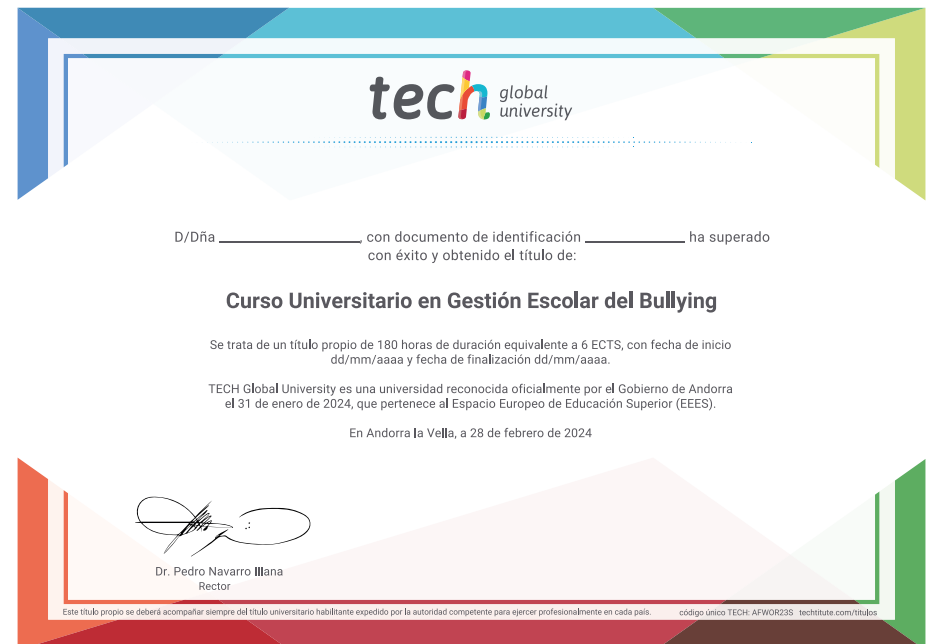 tech global university
D/Dña ____________, con documento de identificación ____________ ha superado
con éxito y obtenido el título de:
Curso Universitario en Gestión Escolar del Bullying
Se trata de un título propio de 180 horas de duración equivalente a 6 ECTS, con fecha de inicio
dd/mm/aaaa y fecha de finalización dd/mm/aaaa.
TECH Global University es una universidad reconocida oficialmente por el Gobierno de Andorra
el 31 de enero de 2024, que pertenece al Espacio Europeo de Educación Superior (EEES).
En Andorra la Vella, a 28 de febrero de 2024
Dr. Pedro Navarro Illana
Rector
Este título propio se deberá acompañar siempre del título universitario habilitante expedido por la autoridad competente para ejercer profesionalmente en cada país. código único TECH: AFWOR23S techtitute.com/titulos